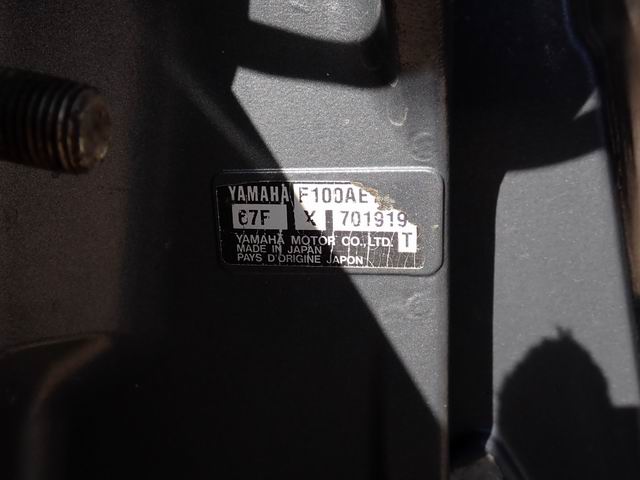 YAMAHA F100AE
67F X 701919
YAMAHA MOTOR CO., LTD. T
MADE IN JAPAN
PAYS D'ORIGINE JAPON